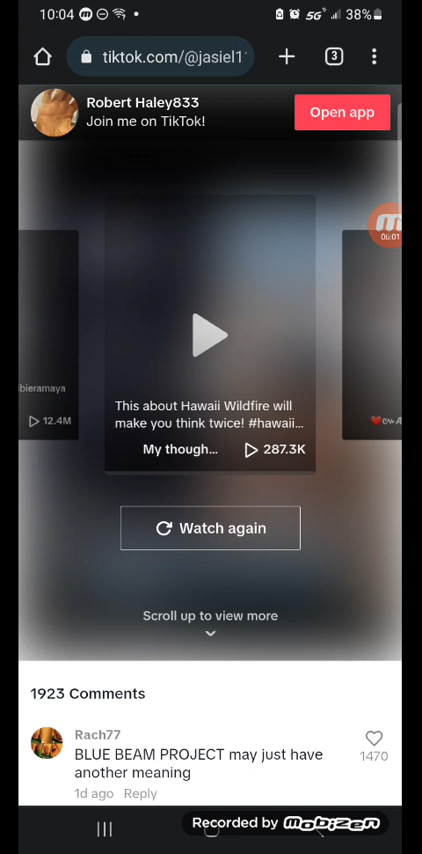 10:04 5G 38%
tiktok.com/@jasiel1 3
Robert Haley833
Join me on TikTok!
Open app
04:01
bieramaya
12.4M
This about Hawaii Wildfire will
make you think twice! #hawaii...
My though... 287.3K
Watch again
Scroll up to view more
1923 Comments
Rach77
BLUE BEAM PROJECT may just have
another meaning
1470
1d ago Reply
Recorded by mobizen